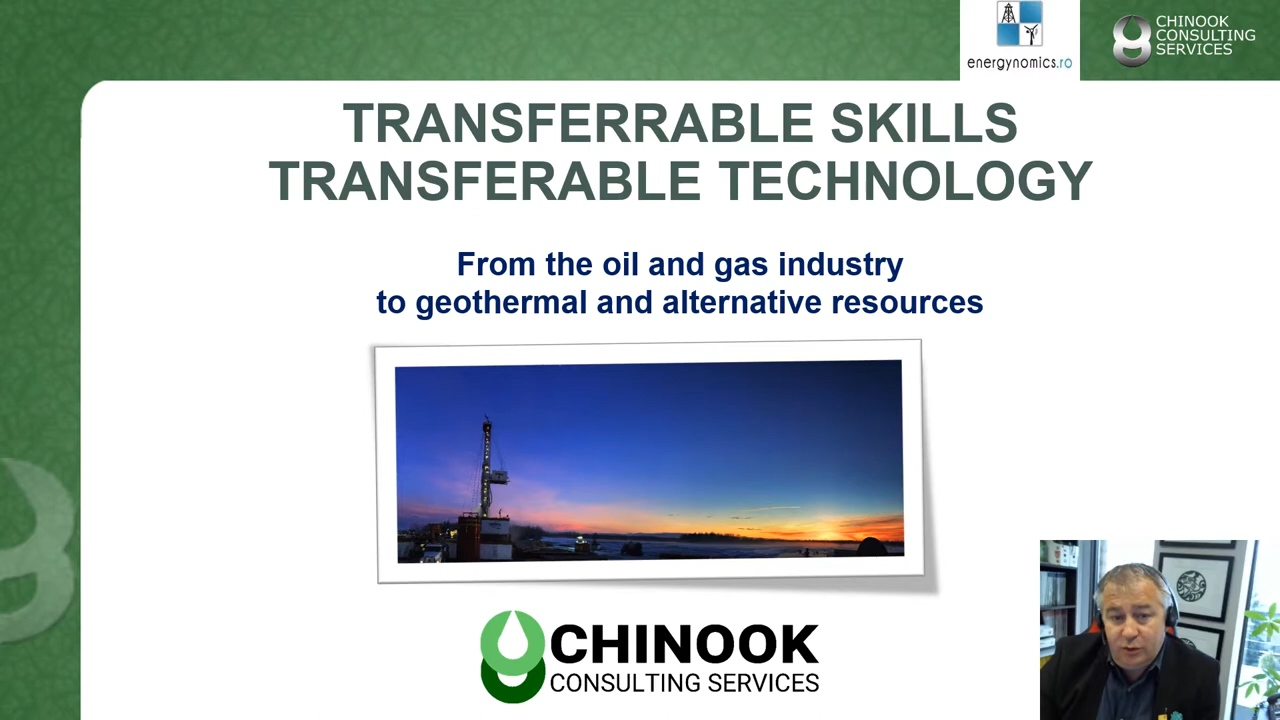 energynomics.ro
CHINOOK
CONSULTING
SERVICES
TRANSFERRABLE SKILLS
TRANSFERABLE TECHNOLOGY
From the oil and gas industry
to geothermal and alternative resources
CHINOOK
CONSULTING SERVICES